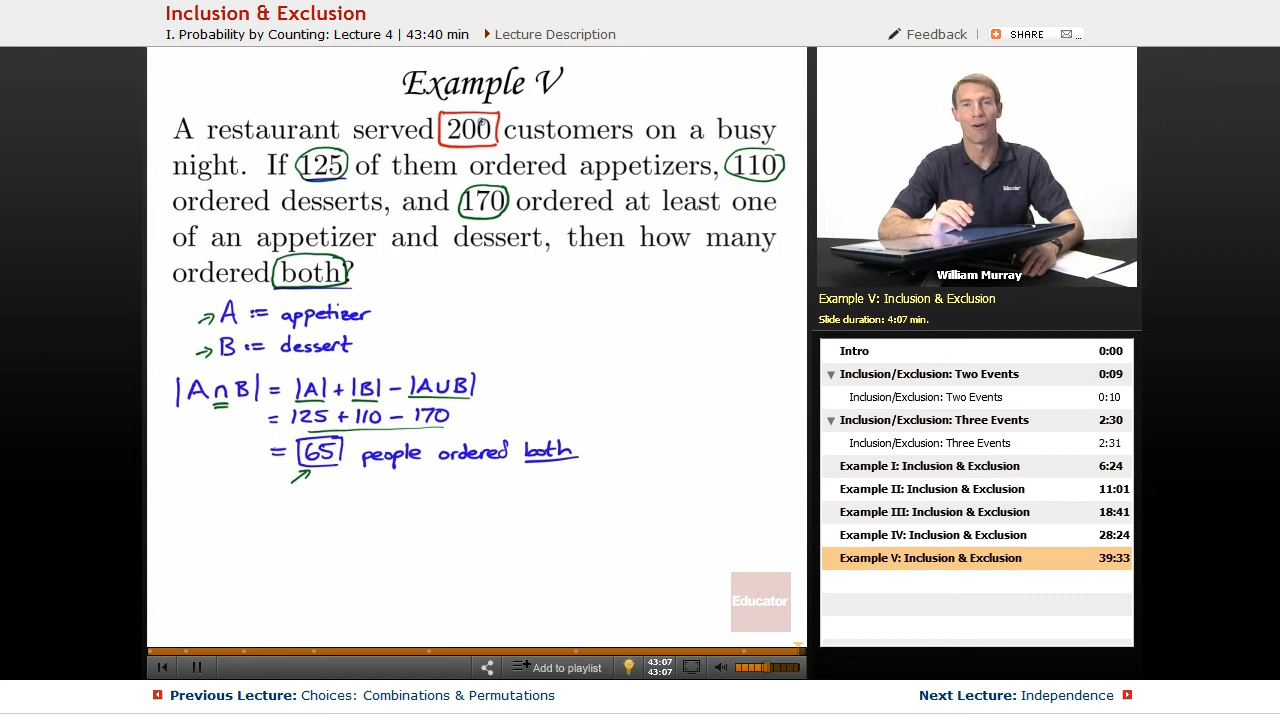 Inclusion & Exclusion
I. Probability by Counting: Lecture 4 | 43:40 min
Lecture Description
Feedback
SHARE
Example V
A restaurant served 200 customers on a busy
night. If 125 of them ordered appetizers, 110
ordered desserts, and 170 ordered at least one
of an appetizer and dessert, then how many
ordered both?
A := appetizer
B := dessert
|A∩B| = |A| + |B| − |A∪B|
= 125 + 110 − 170
= 65 people ordered both
Educator
William Murray
Example V: Inclusion & Exclusion
Slide duration: 4:07 min.
Intro 0:00
Inclusion/Exclusion: Two Events 0:09
Inclusion/Exclusion: Two Events 0:10
Inclusion/Exclusion: Three Events 2:30
Inclusion/Exclusion: Three Events 2:31
Example I: Inclusion & Exclusion 6:24
Example II: Inclusion & Exclusion 11:01
Example III: Inclusion & Exclusion 18:41
Example IV: Inclusion & Exclusion 28:24
Example V: Inclusion & Exclusion 39:33
Educator
Add to playlist
43:07
43:07
Previous Lecture: Choices: Combinations & Permutations
Next Lecture: Independence